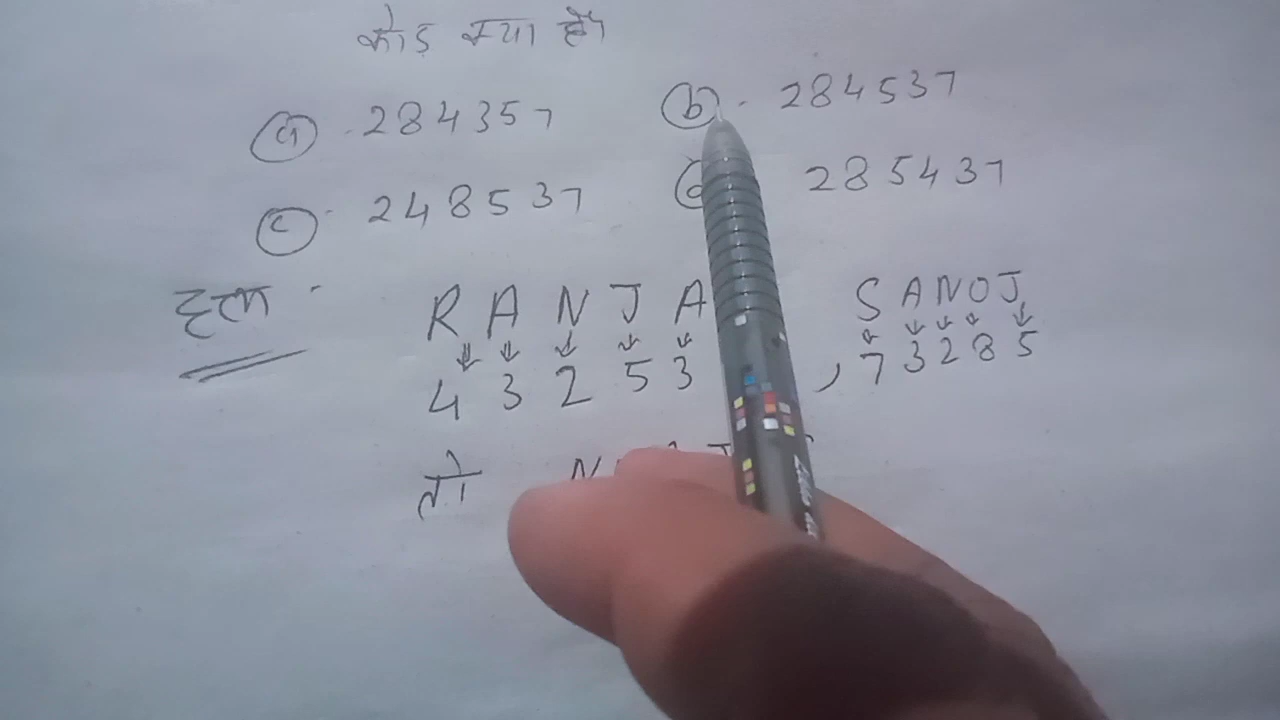 कोड क्या है
(a) 284357 (b) 284537
(c) 248537 285437
हल
R A N J A , S A N O J
4 3 2 5 3 , 7 3 2 8 5
तो N